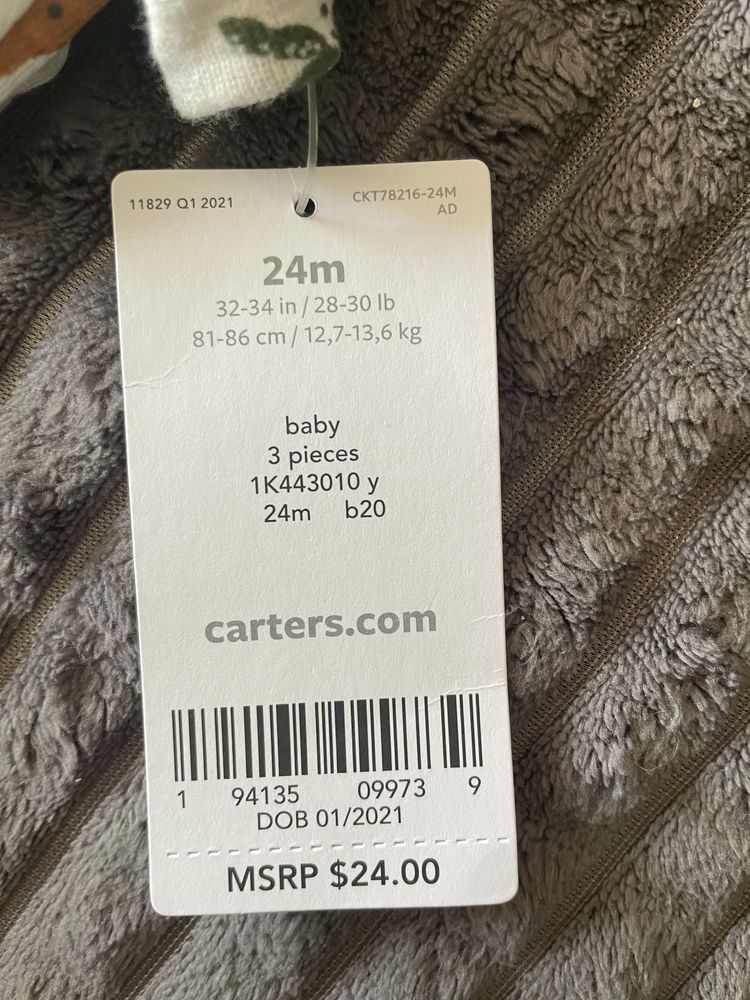 11829 Q1 2021
CKT78216-24M
AD
24m
32-34 in / 28-30 lb
81-86 cm / 12,7-13,6 kg
baby
3 pieces
1K443010 y
24m b20
carters.com
1 94135 09973 9
DOB 01/2021
MSRP $24.00